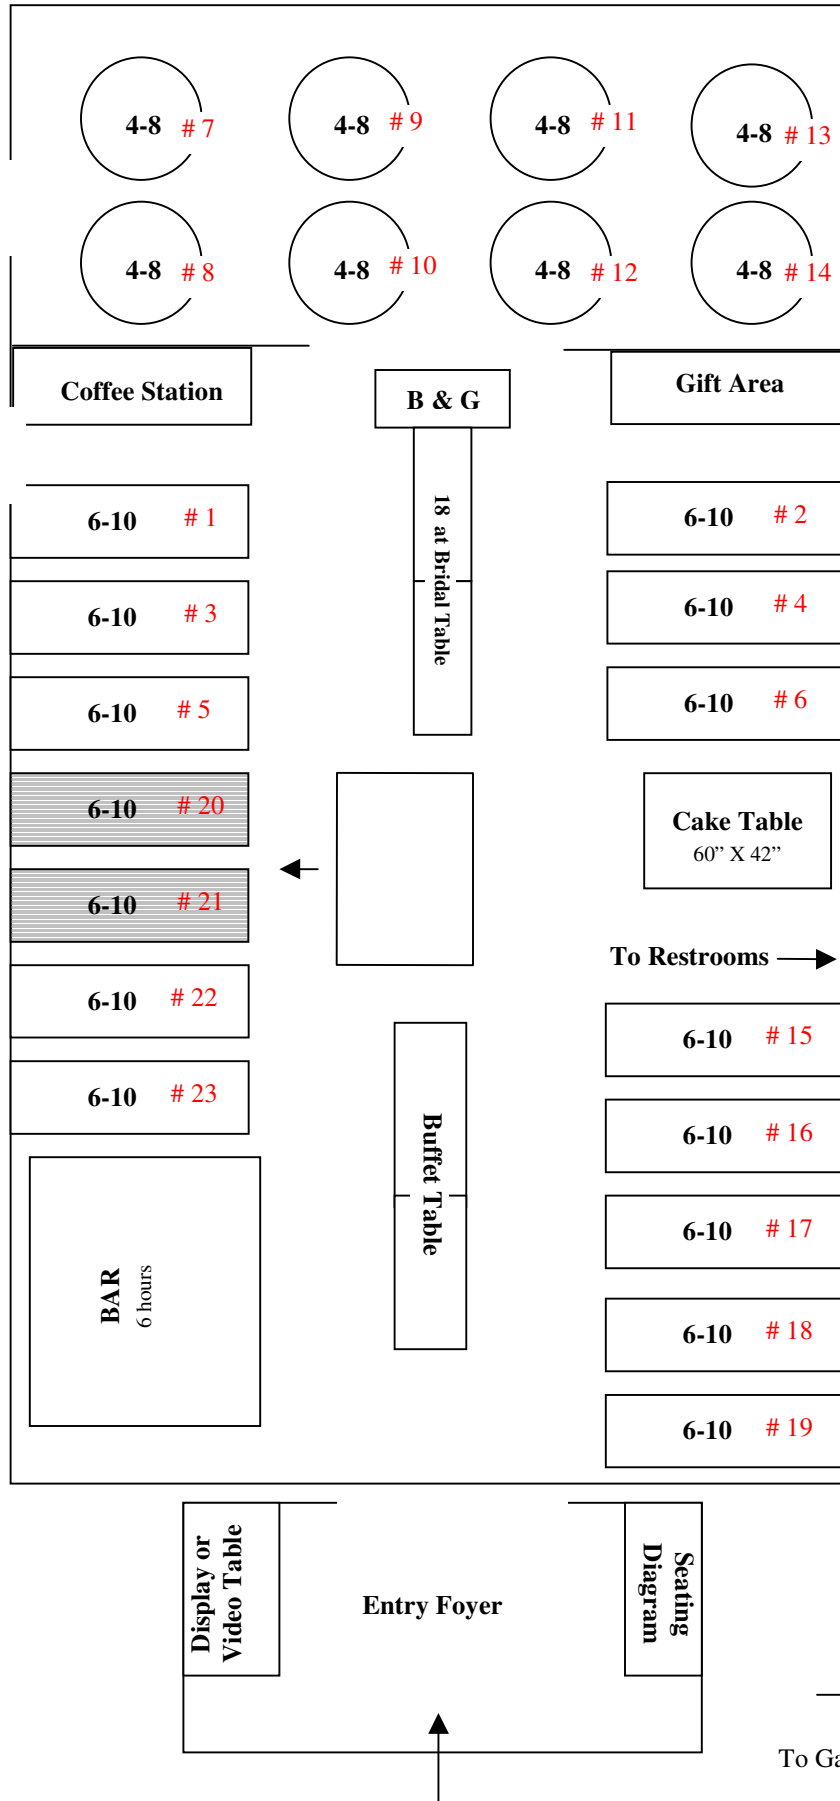 4-8 # 7
4-8 # 9
4-8 # 11
4-8 # 13
4-8 # 8
4-8 # 10
4-8 # 12
4-8 # 14
Coffee Station
B & G
Gift Area
18 at Bridal Table
6-10 # 1
6-10 # 2
6-10 # 3
6-10 # 4
6-10 # 5
6-10 # 6
6-10 # 20
Cake Table
60” X 42”
6-10 # 21
To Restrooms
6-10 # 22
6-10 # 15
6-10 # 23
6-10 # 16
Buffet Table
6-10 # 17
BAR
6 hours
6-10 # 18
6-10 # 19
Display or
Video Table
Entry Foyer
Seating
Diagram
To Ga